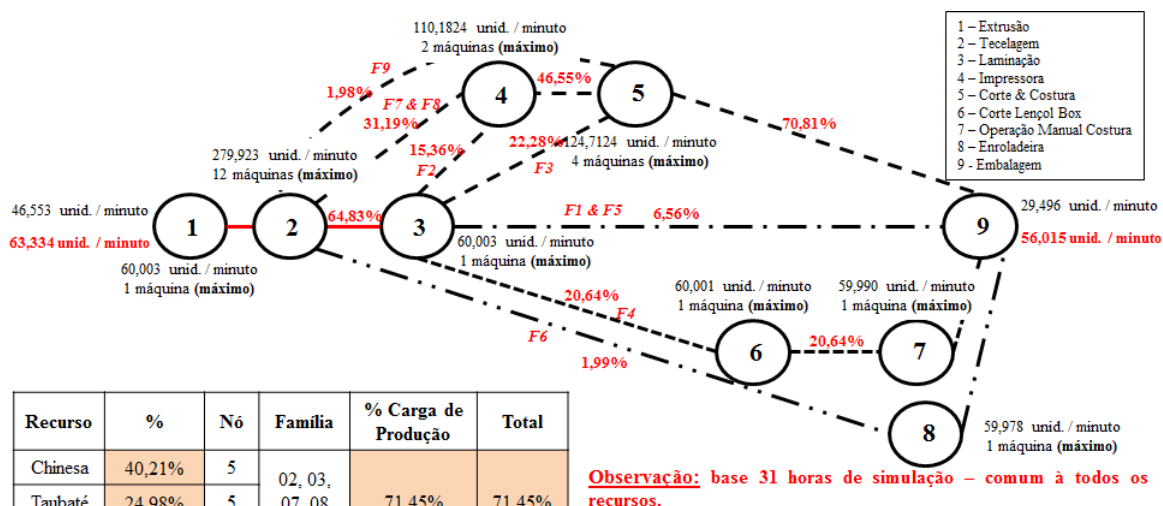 110,1824 unid. / minuto
2 máquinas (máximo)
1 – Extrusão
2 – Tecelagem
3 – Laminação
4 – Impressora
5 – Corte & Costura
6 – Corte Lençol Box
7 – Operação Manual Costura
8 – Enroladeira
9 - Embalagem
F9
1,98%
F7 & F8
31,19%
4
46,55%
5
70,81%
15,36%
F2
22,28%
F3
124,7124 unid. / minuto
4 máquinas (máximo)
279,923 unid. / minuto
12 máquinas (máximo)
46,553 unid. / minuto
63,334 unid. / minuto
1
2
64,83%
3
F1 & F5
6,56%
9
29,496 unid. / minuto
56,015 unid. / minuto
60,003 unid. / minuto
1 máquina (máximo)
60,003 unid. / minuto
1 máquina (máximo)
20,64%
F4
60,001 unid. / minuto
1 máquina (máximo)
59,990 unid. / minuto
1 máquina (máximo)
F6
1,99%
6
20,64%
7
8
59,978 unid. / minuto
1 máquina (máximo)
Recurso % Nó Família % Carga de Produção Total
Chinesa 40,21% 5 02, 03,
Taubaté 24,98% 5 07, 08 71,45% 71,45%
Observação: base 31 horas de simulação – comum à todos os
recursos.